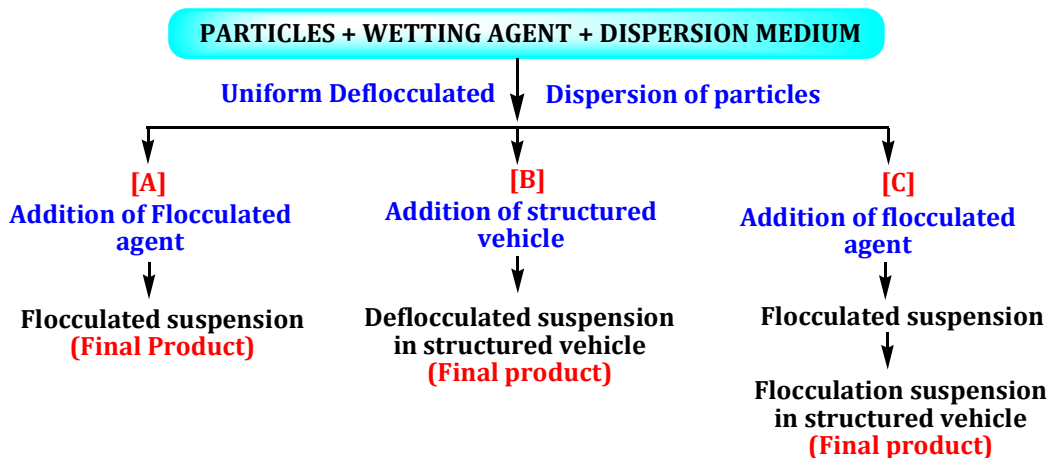 PARTICLES + WETTING AGENT + DISPERSION MEDIUM
Uniform Deflocculated
Dispersion of particles
[A]
Addition of Flocculated
agent
Flocculated suspension
(Final Product)
[B]
Addition of structured
vehicle
Deflocculated suspension
in structured vehicle
(Final product)
[C]
Addition of flocculated
agent
Flocculated suspension
Flocculation suspension
in structured vehicle
(Final product)